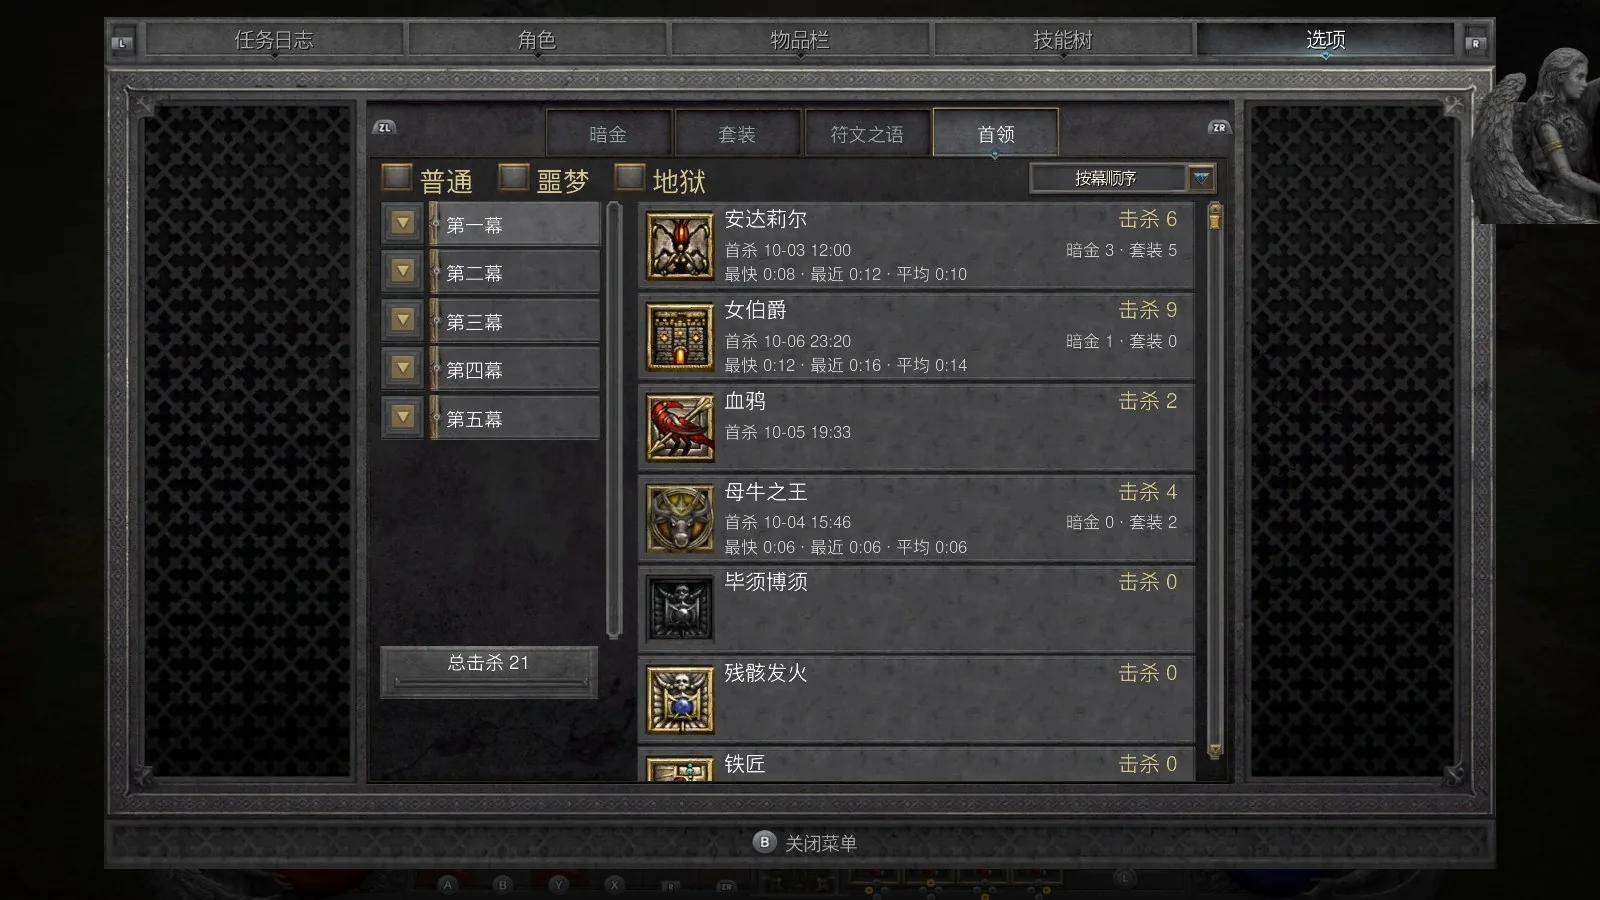 L 任务日志 角色 物品栏 技能树 选项 R
ZL 暗金 套装 符文之语 首领 ZR
普通 噩梦 地狱 按幕顺序
第一幕
第二幕
第三幕
第四幕
第五幕
总击杀 21
安达莉尔 击杀 6
首杀 10-03 12:00 暗金 3 · 套装 5
最快 0:08 · 最近 0:12 · 平均 0:10
女伯爵 击杀 9
首杀 10-06 23:20 暗金 1 · 套装 0
最快 0:12 · 最近 0:16 · 平均 0:14
血鸦 击杀 2
首杀 10-05 19:33
母牛之王 击杀 4
首杀 10-04 15:46 暗金 0 · 套装 2
最快 0:06 · 最近 0:06 · 平均 0:06
毕须博须 击杀 0
残骸发火 击杀 0
铁匠 击杀 0
B 关闭菜单
A B Y X R ZR L